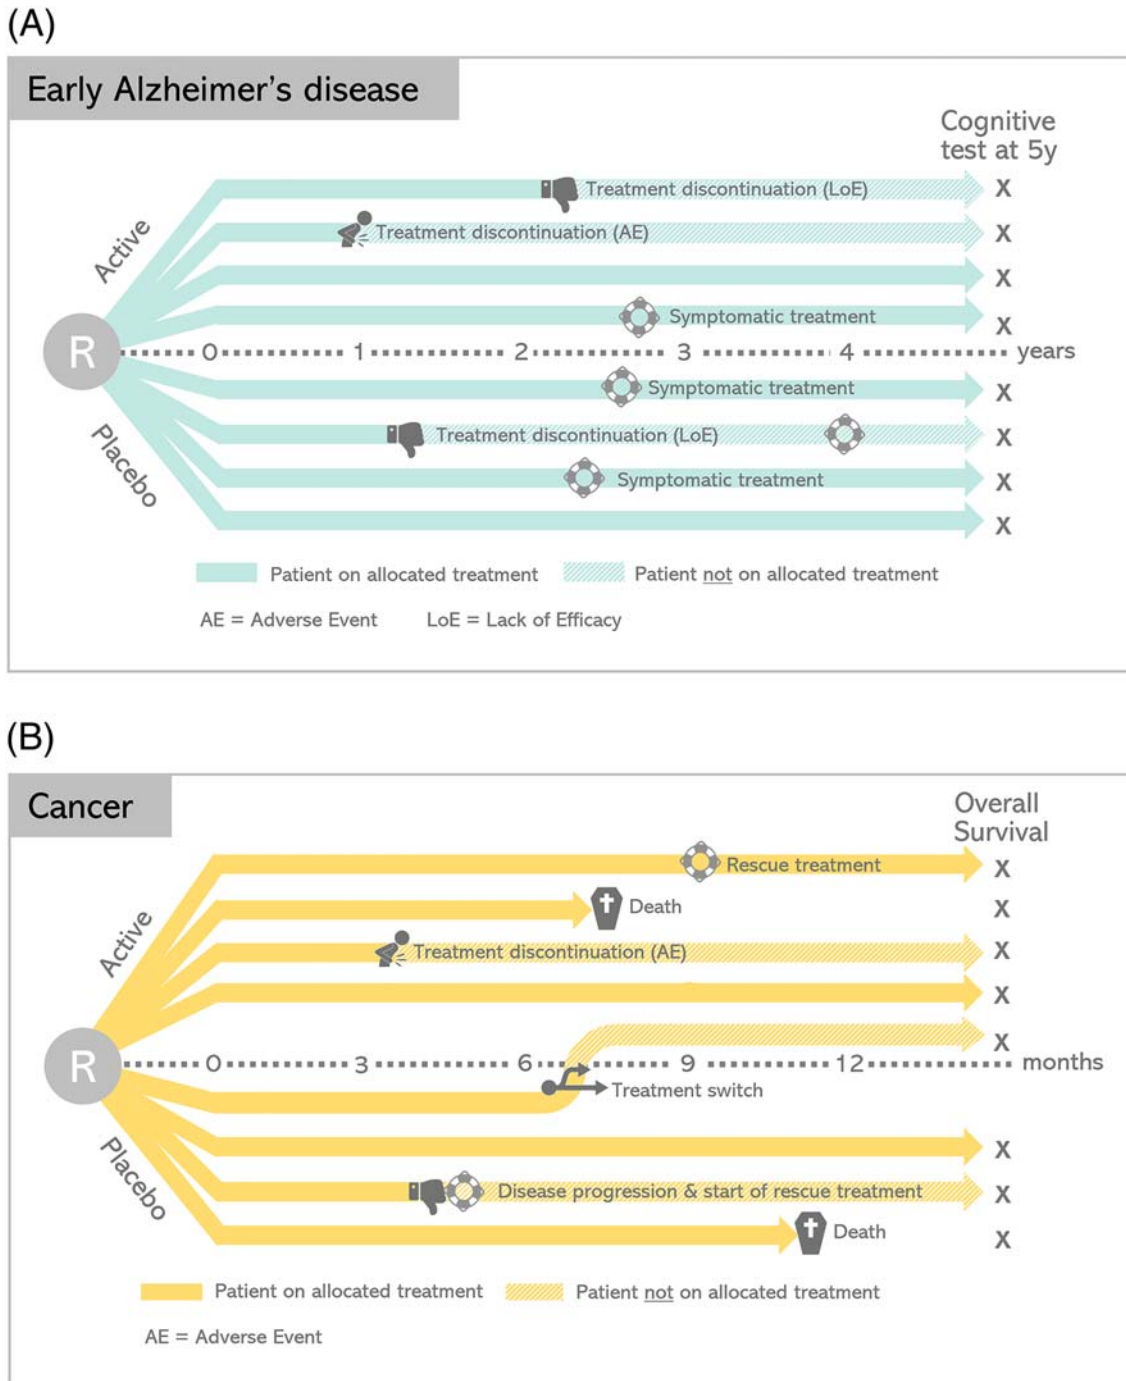 (A)
Early Alzheimer's disease
Cognitive
test at 5y
Active
Treatment discontinuation (LoE)
X
Treatment discontinuation (AE)
X
X
Symptomatic treatment
X
R
0 1 2 3 4 years
Placebo
Symptomatic treatment
X
Treatment discontinuation (LoE)
X
Symptomatic treatment
X
X
Patient on allocated treatment
Patient not on allocated treatment
AE = Adverse Event
LoE = Lack of Efficacy
(B)
Cancer
Overall
Survival
Active
Rescue treatment
X
Death
X
Treatment discontinuation (AE)
X
X
X
R
0 3 6 9 12 months
Placebo
Treatment switch
X
Disease progression & start of rescue treatment
X
Death
X
Patient on allocated treatment
Patient not on allocated treatment
AE = Adverse Event